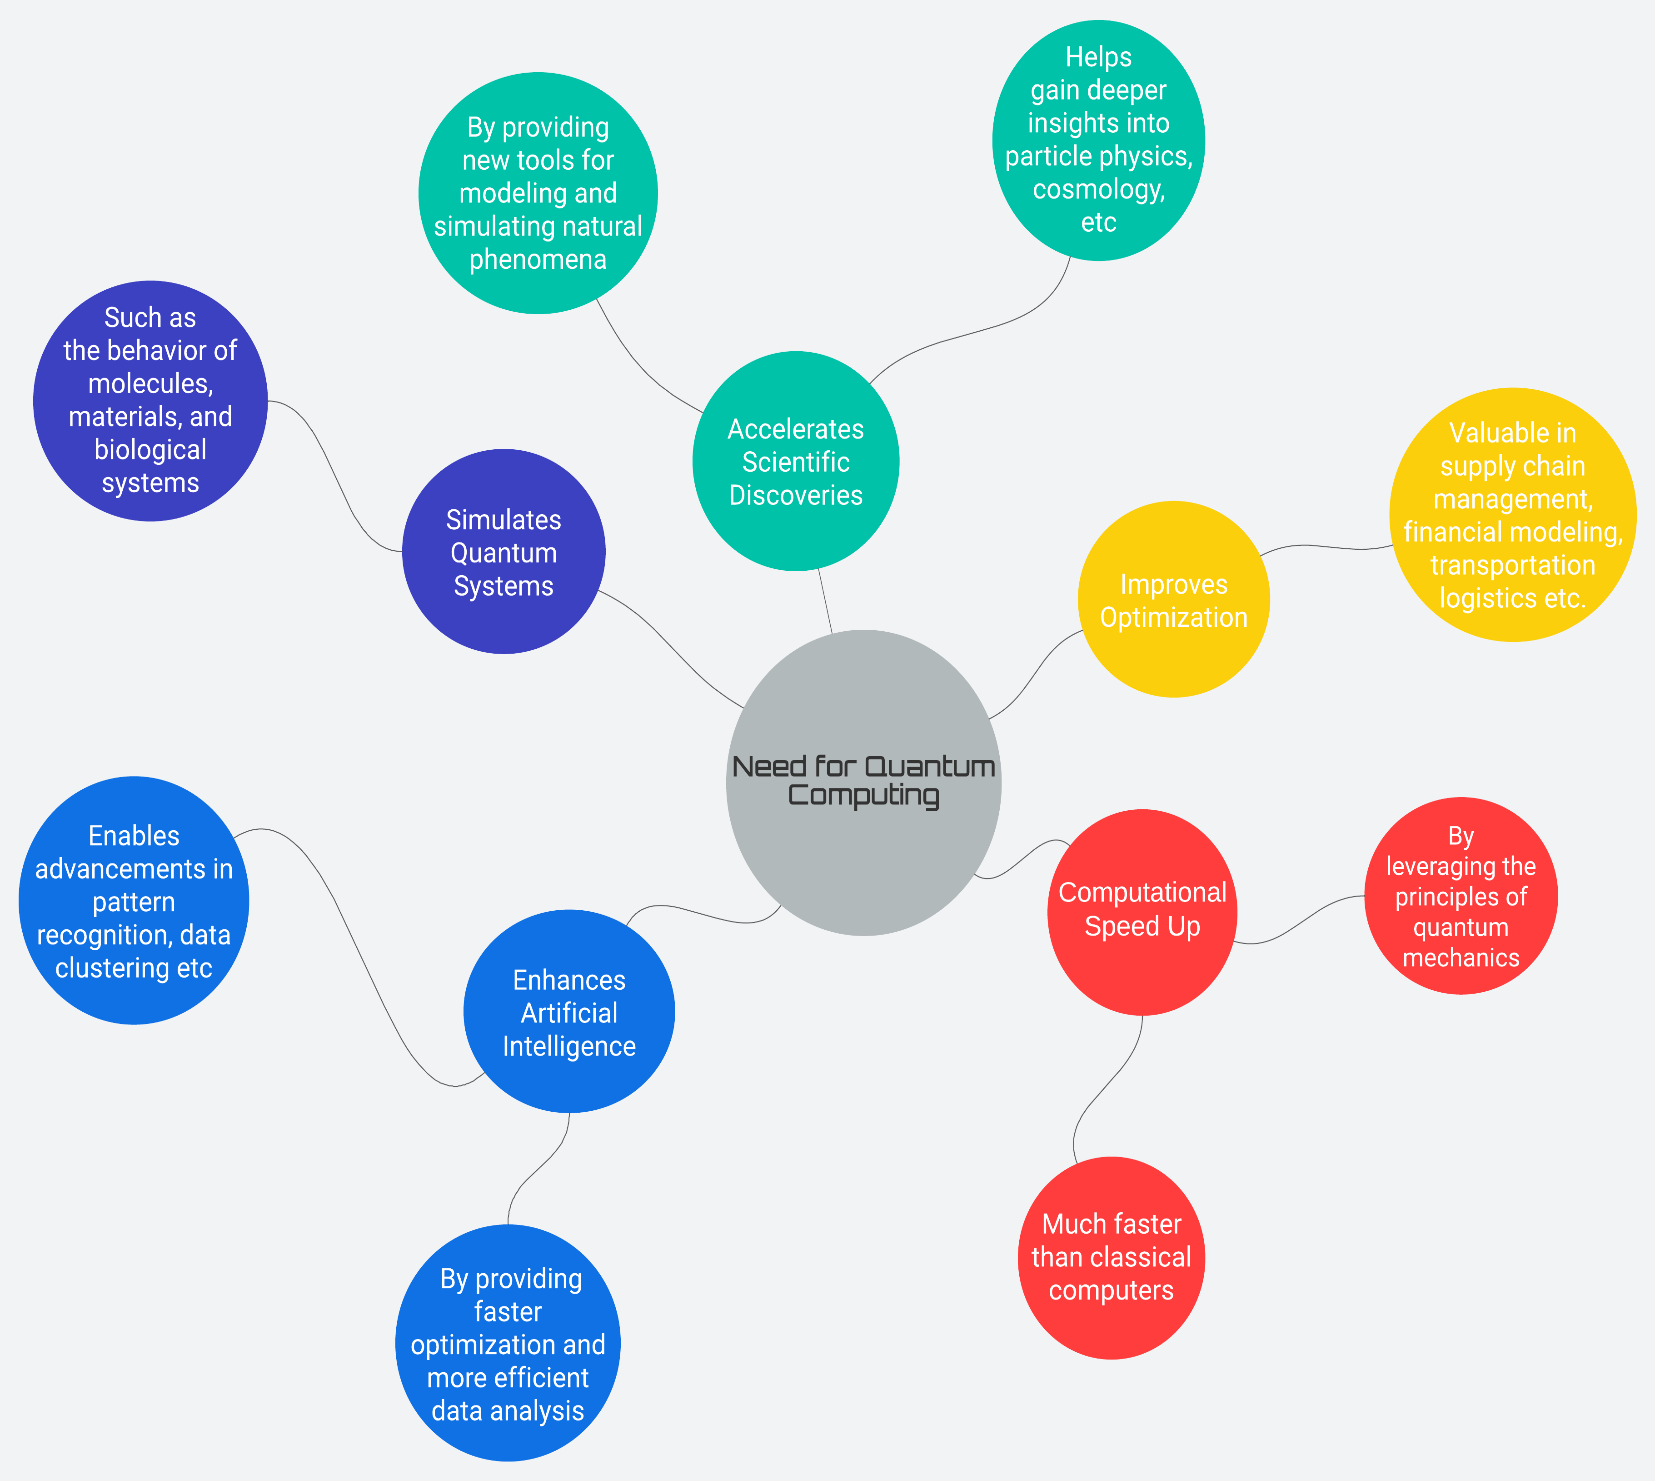 Helps
gain deeper
insights into
particle physics,
cosmology,
etc
By providing
new tools for
modeling and
simulating natural
phenomena
Such as
the behavior of
molecules,
materials, and
biological
systems
Accelerates
Scientific
Discoveries
Valuable in
supply chain
management,
financial modeling,
transportation
logistics etc.
Simulates
Quantum
Systems
Improves
Optimization
Need for Quantum
Computing
Enables
advancements in
pattern
recognition, data
clustering etc
Computational
Speed Up
By
leveraging the
principles of
quantum
mechanics
Enhances
Artificial
Intelligence
Much faster
than classical
computers
By providing
faster
optimization and
more efficient
data analysis